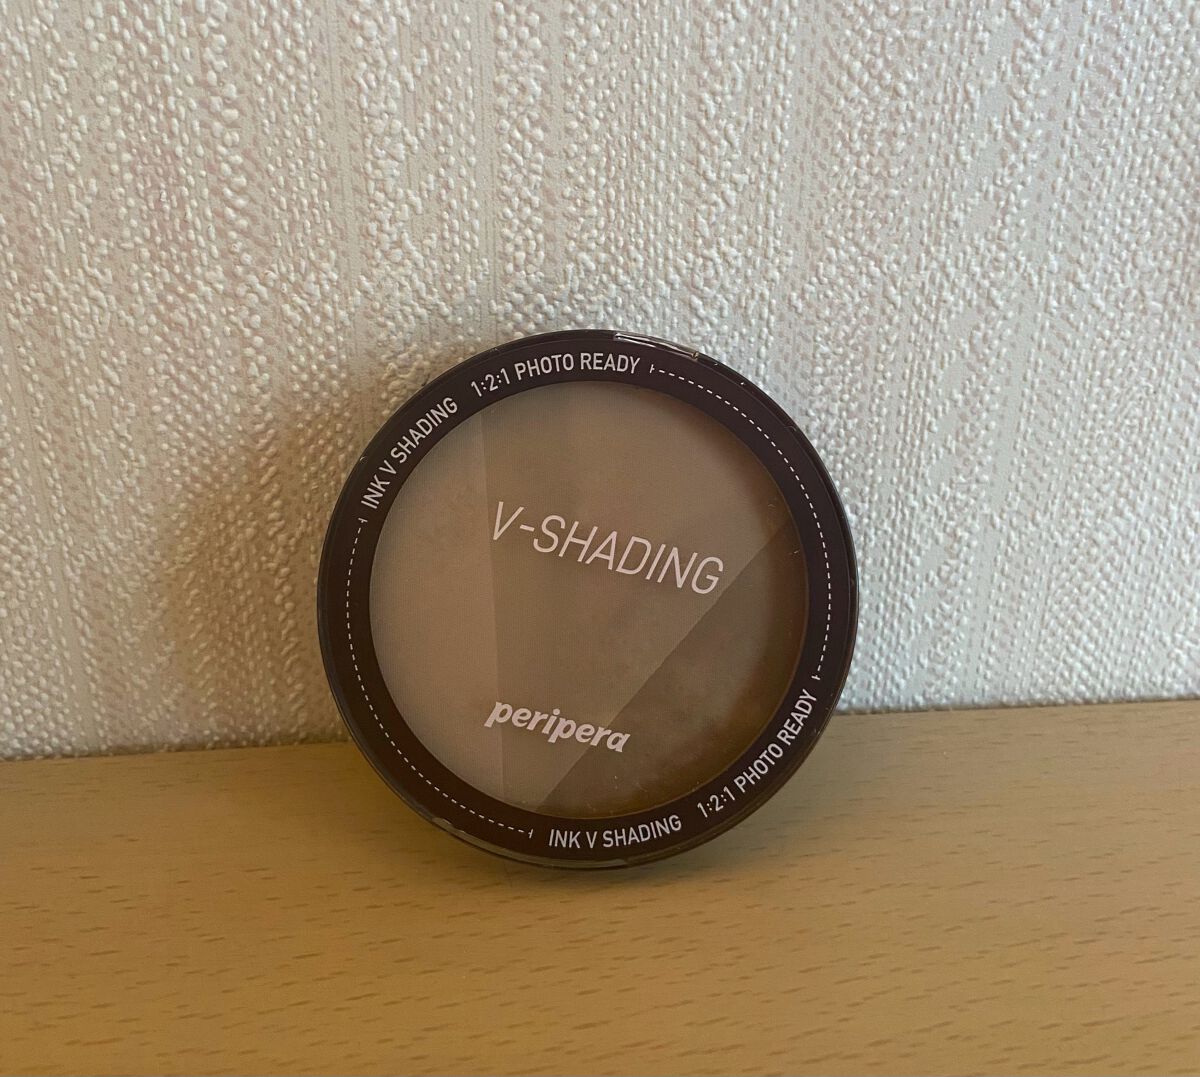 INK V SHADING 1:2:1 PHOTO READY
V-SHADING
peripera
INK V SHADING 1:2:1 PHOTO READY